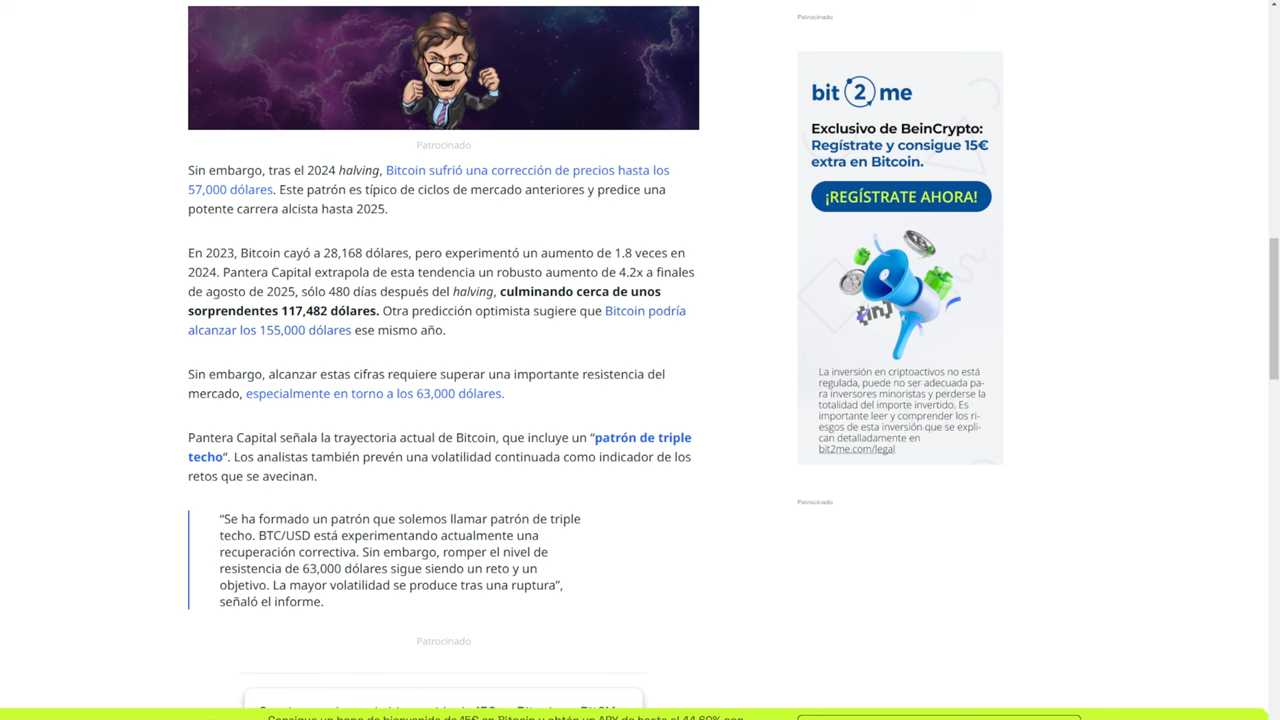 Patrocinado
Sin embargo, tras el 2024 halving, Bitcoin sufrió una corrección de precios hasta los
57,000 dólares. Este patrón es típico de ciclos de mercado anteriores y predice una
potente carrera alcista hasta 2025.
En 2023, Bitcoin cayó a 28,168 dólares, pero experimentó un aumento de 1.8 veces en
2024. Pantera Capital extrapola de esta tendencia un robusto aumento de 4.2x a finales
de agosto de 2025, sólo 480 días después del halving, culminando cerca de unos
sorprendentes 117,482 dólares. Otra predicción optimista sugiere que Bitcoin podría
alcanzar los 155,000 dólares ese mismo año.
Sin embargo, alcanzar estas cifras requiere superar una importante resistencia del
mercado, especialmente en torno a los 63,000 dólares.
Pantera Capital señala la trayectoria actual de Bitcoin, que incluye un “patrón de triple
techo“. Los analistas también prevén una volatilidad continuada como indicador de los
retos que se avecinan.
“Se ha formado un patrón que solemos llamar patrón de triple
techo. BTC/USD está experimentando actualmente una
recuperación correctiva. Sin embargo, romper el nivel de
resistencia de 63,000 dólares sigue siendo un reto y un
objetivo. La mayor volatilidad se produce tras una ruptura”,
señaló el informe.
Patrocinado
Patrocinado
bit 2 me
Exclusivo de BeinCrypto:
Regístrate y consigue 15€
extra en Bitcoin.
¡REGÍSTRATE AHORA!
La inversión en criptoactivos no está
regulada, puede no ser adecuada pa-
ra inversores minoristas y perderse la
totalidad del importe invertido. Es
importante leer y comprender los ri-
esgos de esta inversión que se expli-
can detalladamente en
bit2me.com/legal
Patrocinado